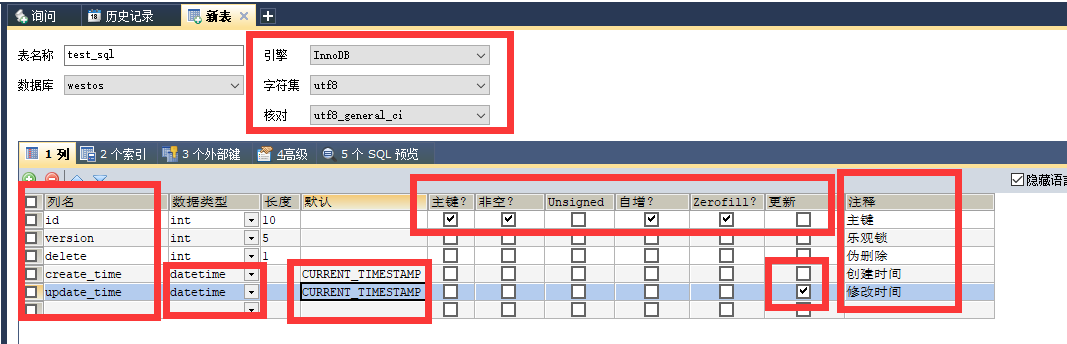 询问 历史记录 新表
表名称 test_sql 引擎 InnoDB
数据库 westos 字符集 utf8
核对 utf8_general_ci
1 列 2 个索引 3 个外部键 4高级 5 个 SQL 预览
隐藏语言
列名 数据类型 长度 默认 主键? 非空? Unsigned 自增? Zerofill? 更新 注释
id int 10 主键
version int 5 乐观锁
delete int 1 伪删除
create_time datetime CURRENT_TIMESTAMP 创建时间
update_time datetime CURRENT_TIMESTAMP 修改时间